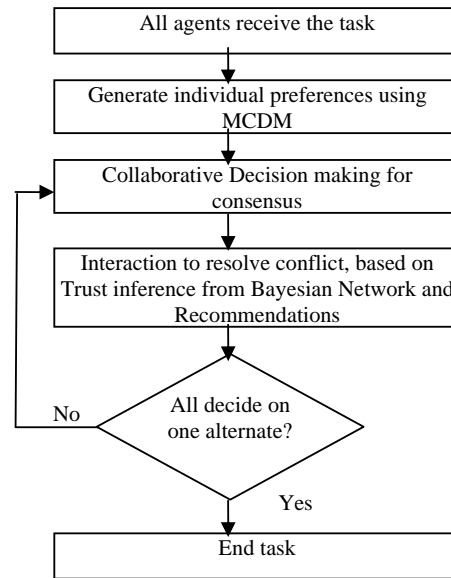 All agents receive the task
Generate individual preferences using
MCDM
Collaborative Decision making for
consensus
Interaction to resolve conflict, based on
Trust inference from Bayesian Network and
Recommendations
All decide on
one alternate?
No
Yes
End task